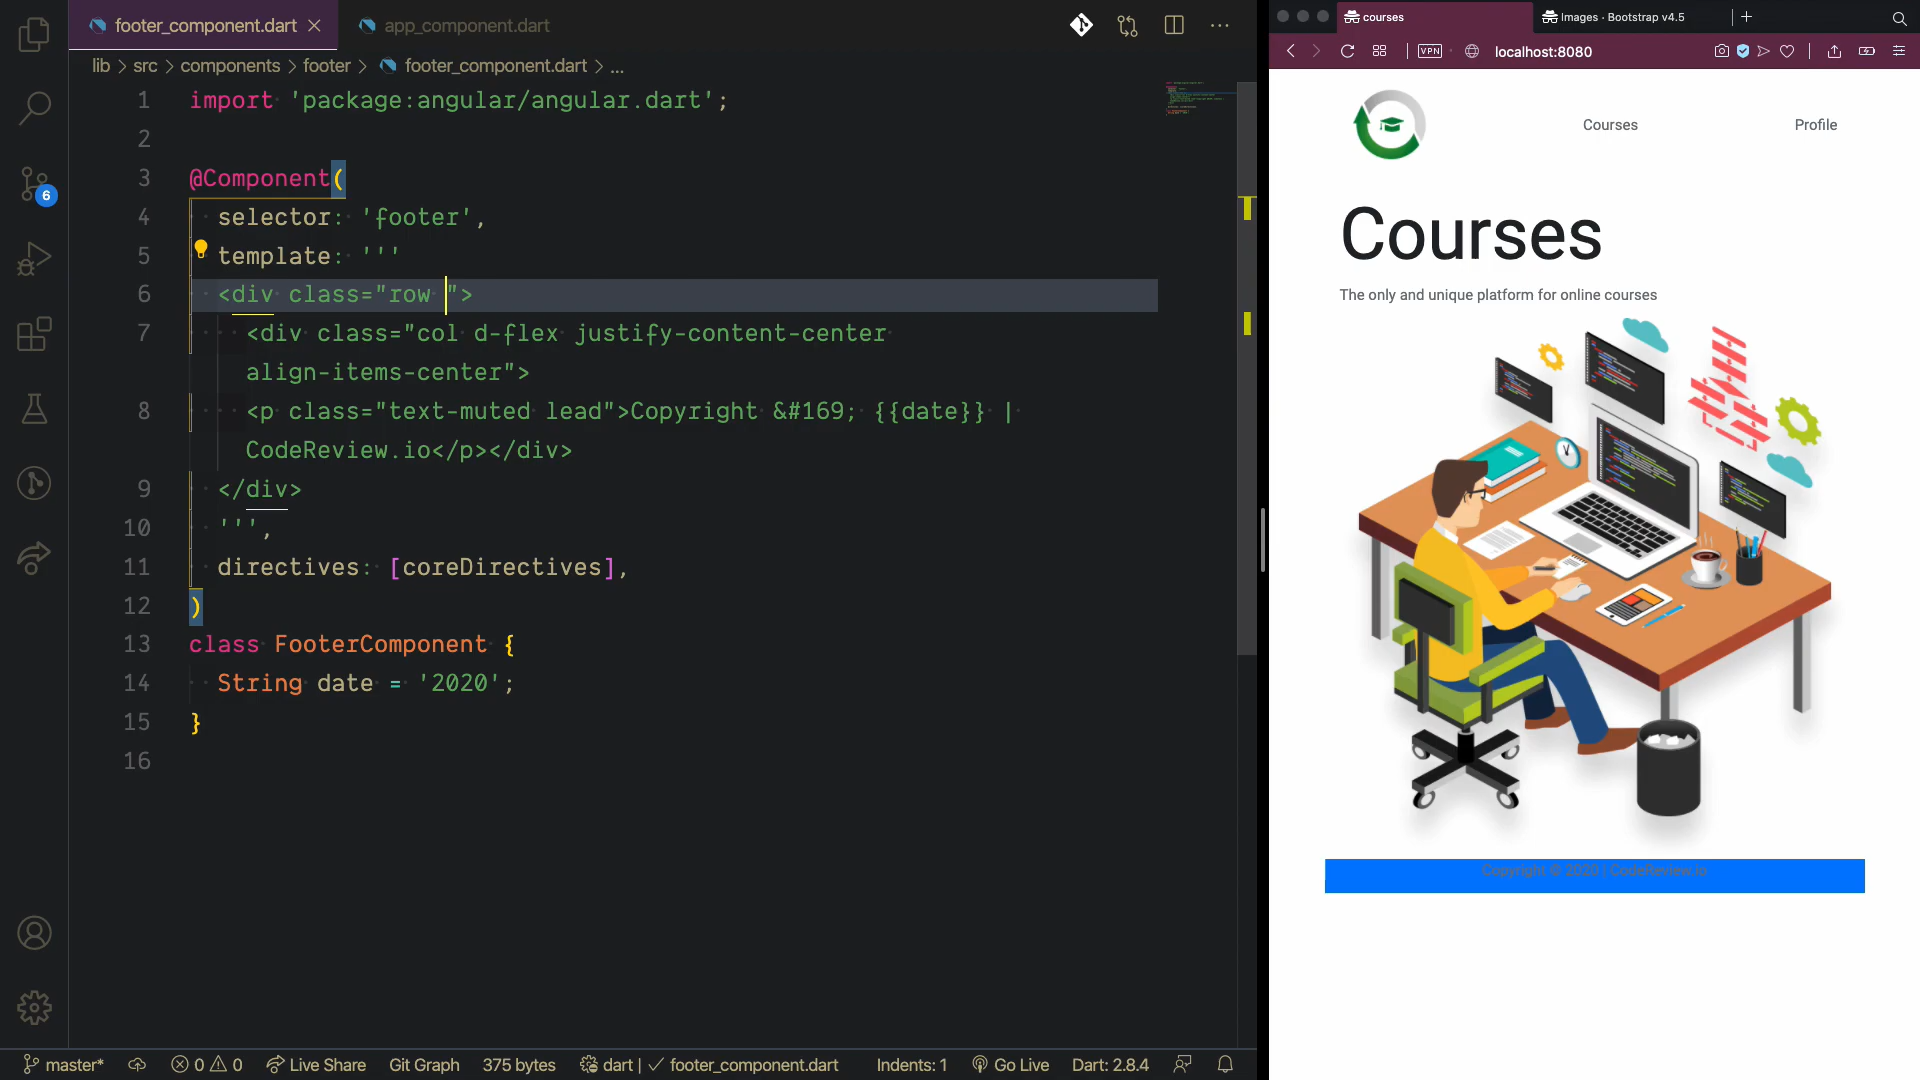 footer_component.dart
app_component.dart
lib > src > components > footer > footer_component.dart > ...
1 import 'package:angular/angular.dart';
2
3 @Component(
4 selector: 'footer',
5 template: '''
6 <div class="row ">
7 <div class="col d-flex justify-content-center
align-items-center">
8 <p class="text-muted lead">Copyright &#169; {{date}} |
CodeReview.io</p></div>
9 </div>
10 ''',
11 directives: [coreDirectives],
12 )
13 class FooterComponent {
14 String date = '2020';
15 }
16
6
master* 0 0 Live Share Git Graph 375 bytes dart | ✓ footer_component.dart Indents: 1 Go Live Dart: 2.8.4
courses
Images · Bootstrap v4.5
VPN
localhost:8080
Courses
Profile
Courses
The only and unique platform for online courses
Copyright © 2020 | CodeReview.io